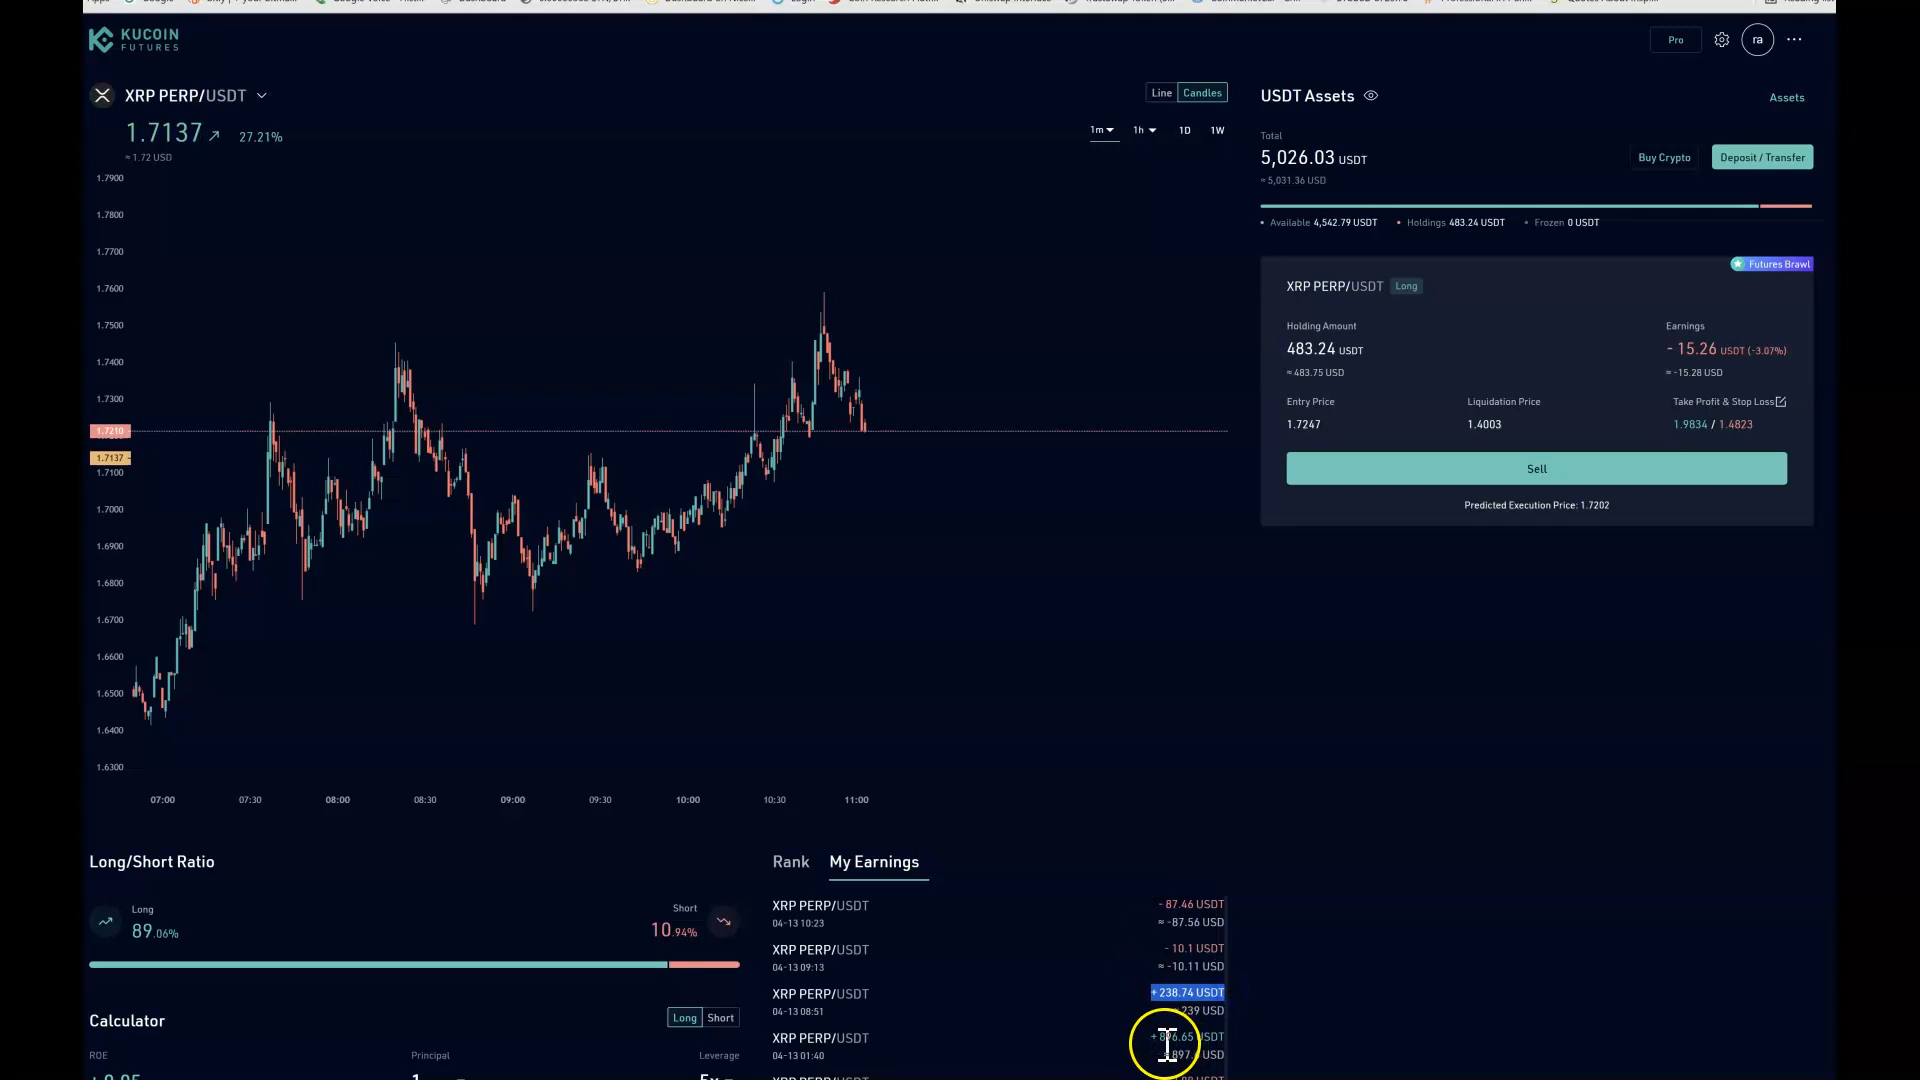 KUCOIN
FUTURES
Pro
ra
XRP PERP/USDT
Line
Candles
1.7137
27.21%
≈ 1.72 USD
1m
1h
1D
1W
1.7900
1.7800
1.7700
1.7600
1.7500
1.7400
1.7300
1.7210
1.7137
1.7100
1.7000
1.6900
1.6800
1.6700
1.6600
1.6500
1.6400
1.6300
07:00
07:30
08:00
08:30
09:00
09:30
10:00
10:30
11:00
USDT Assets
Assets
Total
5,026.03 USDT
≈ 5,031.36 USD
Buy Crypto
Deposit / Transfer
Available 4,542.79 USDT
Holdings 483.24 USDT
Frozen 0 USDT
Futures Brawl
XRP PERP/USDT Long
Holding Amount
Earnings
483.24 USDT
- 15.26 USDT (-3.07%)
≈ 483.75 USD
≈ -15.28 USD
Entry Price
Liquidation Price
Take Profit & Stop Loss
1.7247
1.4003
1.9834 / 1.4823
Sell
Predicted Execution Price: 1.7202
Long/Short Ratio
Long
89.06%
Short
10.94%
Calculator
Long
Short
ROE
Principal
Leverage
Rank
My Earnings
XRP PERP/USDT
- 87.46 USDT
04-13 10:23
≈ -87.56 USD
XRP PERP/USDT
- 10.1 USDT
04-13 09:13
≈ -10.11 USD
XRP PERP/USDT
+ 238.74 USDT
04-13 08:51
239 USD
XRP PERP/USDT
USDT
04-13 01:40
USD